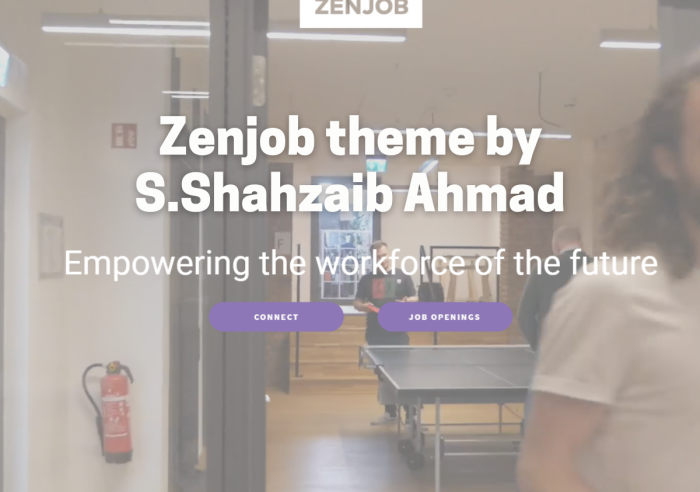 ZENJOB
Zenjob theme by
S.Shahzaib Ahmad
Empowering the workforce of the future
CONNECT
JOB OPENINGS
F